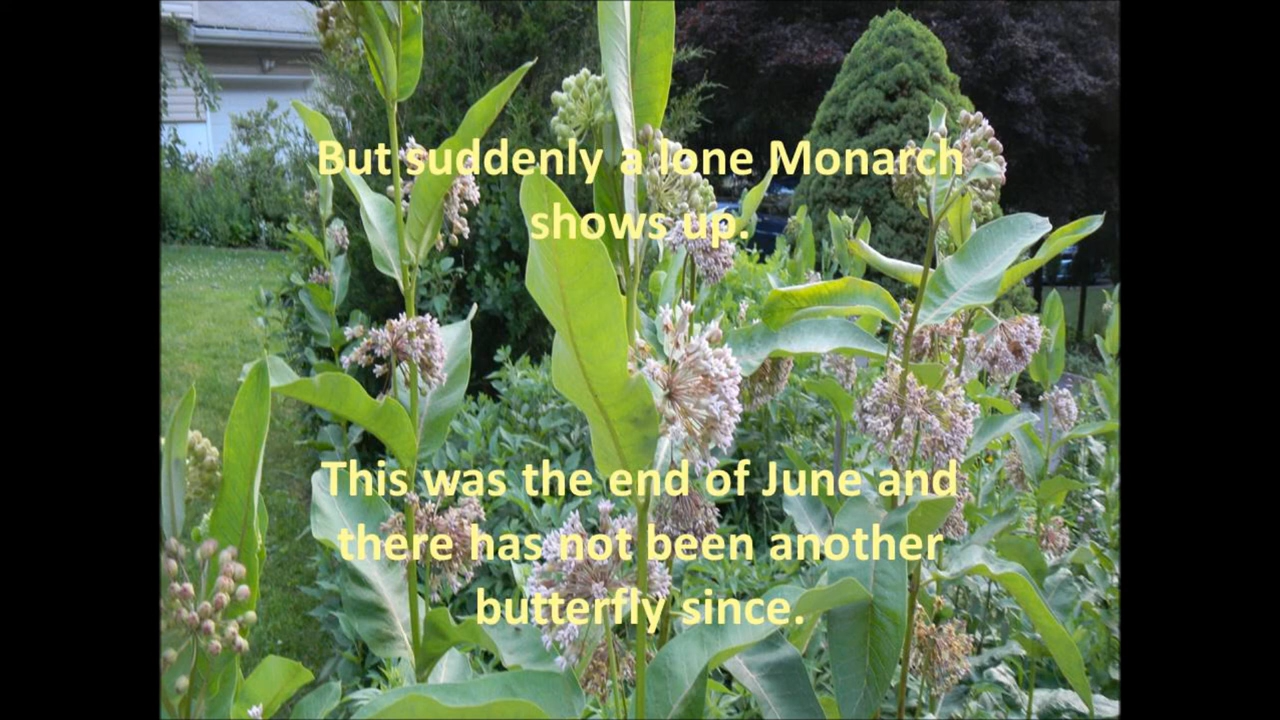 But suddenly a lone Monarch
shows up.
This was the end of June and
there has not been another
butterfly since.